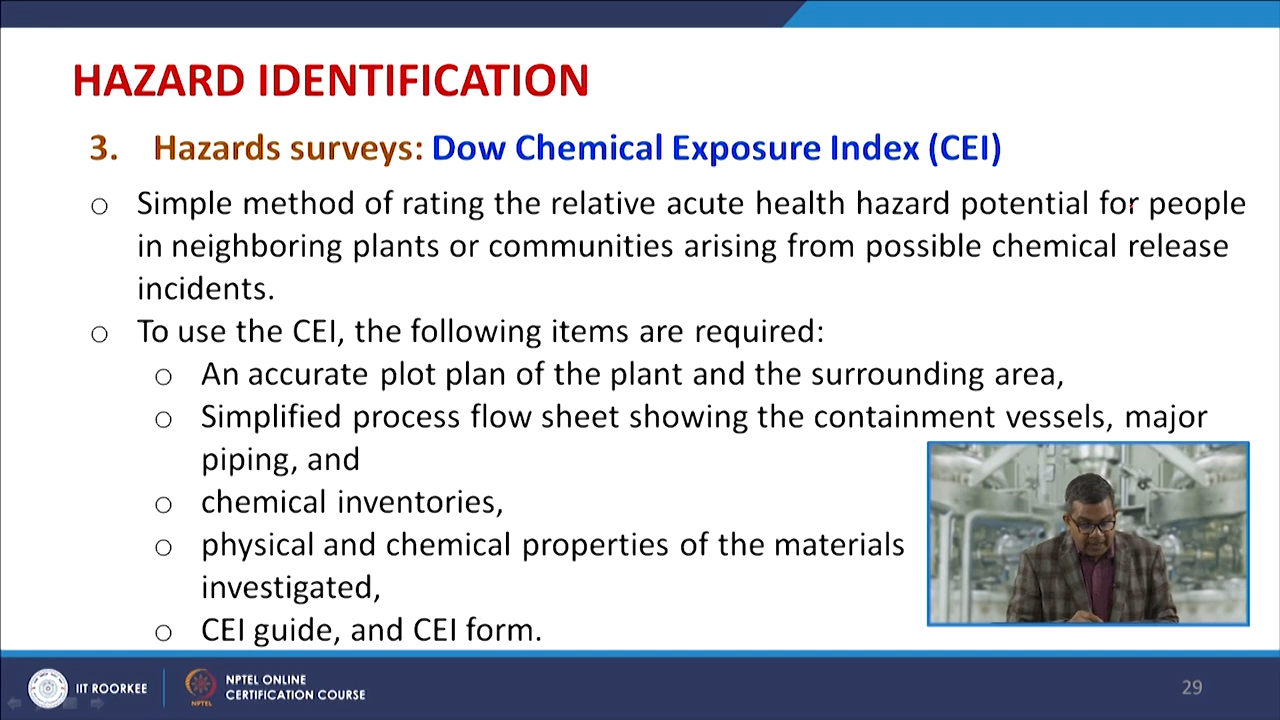 HAZARD IDENTIFICATION
3. Hazards surveys: Dow Chemical Exposure Index (CEI)
○ Simple method of rating the relative acute health hazard potential for people
in neighboring plants or communities arising from possible chemical release
incidents.
○ To use the CEI, the following items are required:
○ An accurate plot plan of the plant and the surrounding area,
○ Simplified process flow sheet showing the containment vessels, major
piping, and
○ chemical inventories,
○ physical and chemical properties of the materials
investigated,
○ CEI guide, and CEI form.
IIT ROORKEE
NPTEL ONLINE
CERTIFICATION COURSE
NPTEL
29